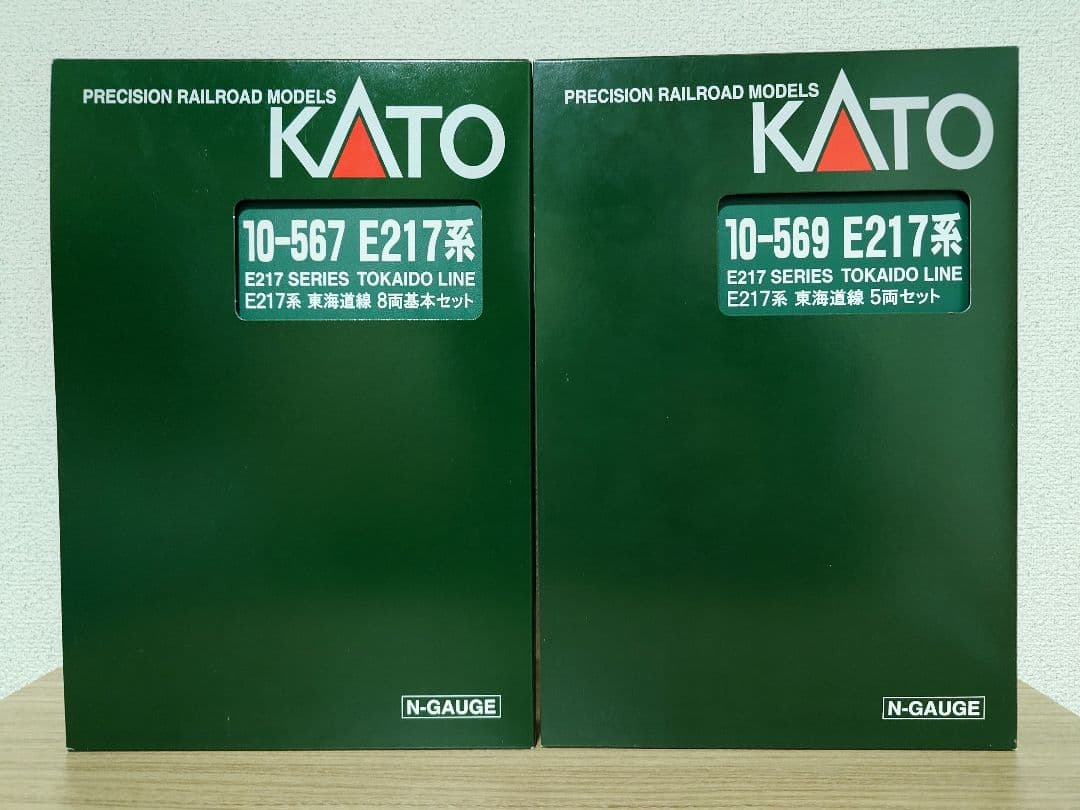 PRECISION RAILROAD MODELS
KATO
10-567 E217系
E217 SERIES TOKAIDO LINE
E217系 東海道線 8両基本セット
N-GAUGE
PRECISION RAILROAD MODELS
KATO
10-569 E217系
E217 SERIES TOKAIDO LINE
E217系 東海道線 5両セット
N-GAUGE